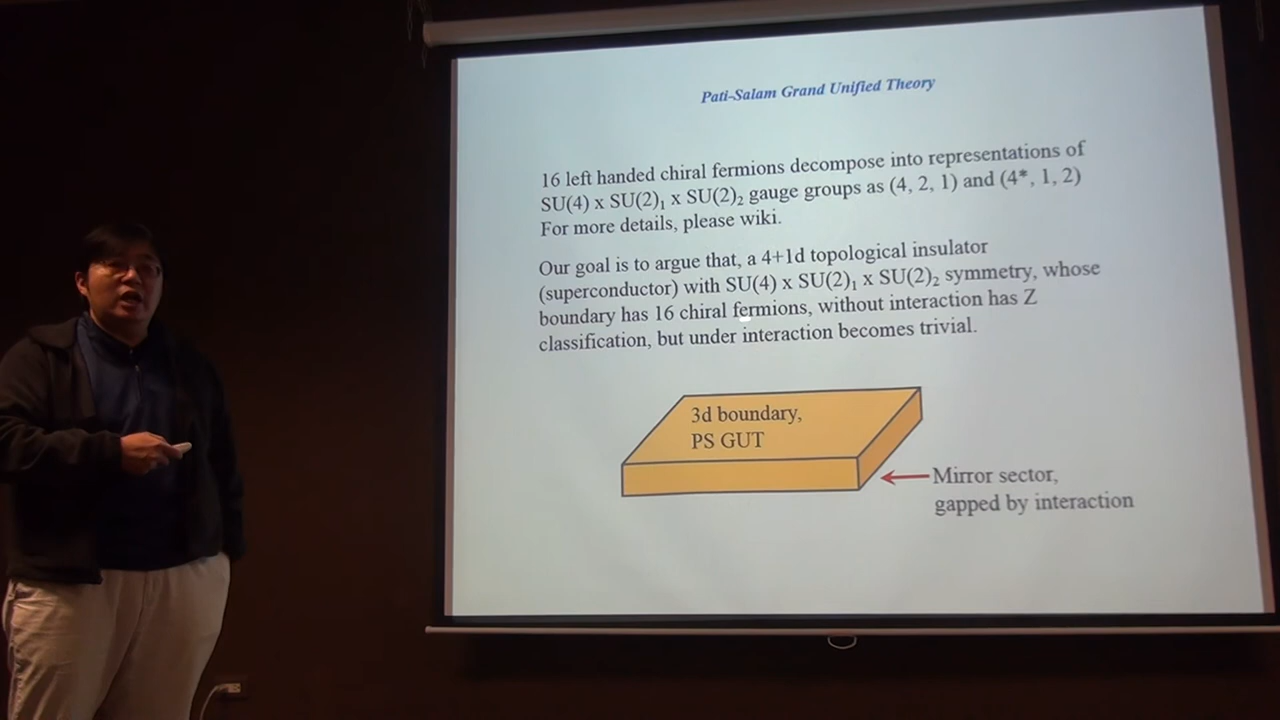 Pati-Salam Grand Unified Theory
16 left handed chiral fermions decompose into representations of
SU(4) x SU(2)₁ x SU(2)₂ gauge groups as (4, 2, 1) and (4*, 1, 2)
For more details, please wiki.
Our goal is to argue that, a 4+1d topological insulator
(superconductor) with SU(4) x SU(2)₁ x SU(2)₂ symmetry, whose
boundary has 16 chiral fermions, without interaction has Z
classification, but under interaction becomes trivial.
3d boundary,
PS GUT
Mirror sector,
gapped by interaction